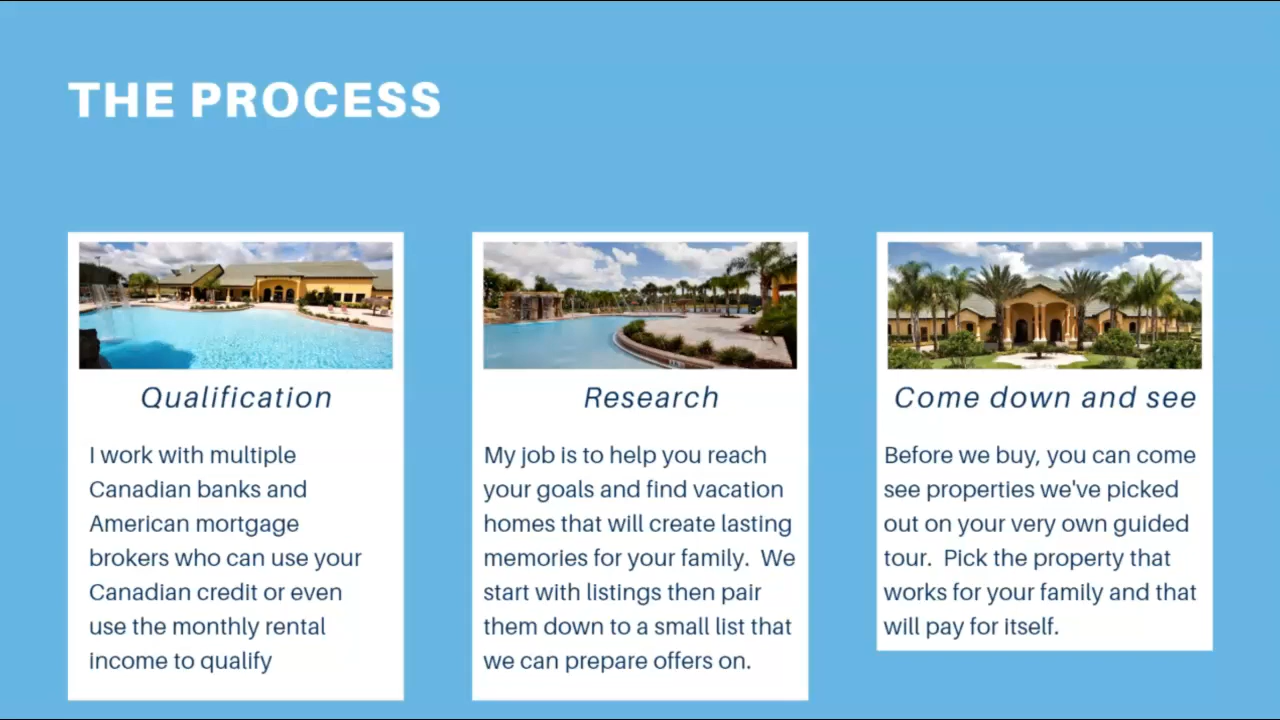 THE PROCESS
Qualification
I work with multiple
Canadian banks and
American mortgage
brokers who can use your
Canadian credit or even
use the monthly rental
income to qualify
Research
My job is to help you reach
your goals and find vacation
homes that will create lasting
memories for your family.  We
start with listings then pair
them down to a small list that
we can prepare offers on.
Come down and see
Before we buy, you can come
see properties we've picked
out on your very own guided
tour.  Pick the property that
works for your family and that
will pay for itself.